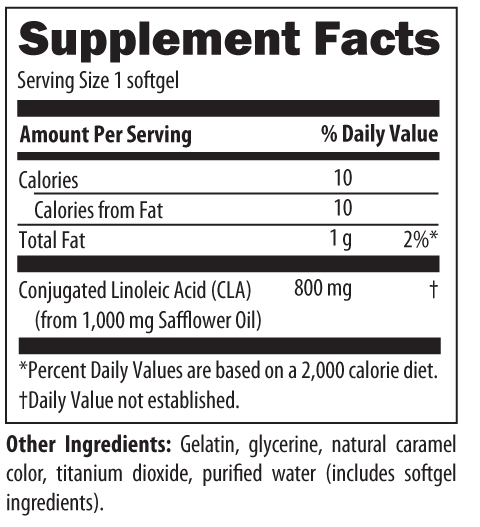 Supplement Facts
Serving Size 1 softgel
Amount Per Serving % Daily Value
Calories 10
Calories from Fat 10
Total Fat 1 g 2%*
Conjugated Linoleic Acid (CLA) 800 mg †
(from 1,000 mg Safflower Oil)
*Percent Daily Values are based on a 2,000 calorie diet.
†Daily Value not established.
Other Ingredients: Gelatin, glycerine, natural caramel
color, titanium dioxide, purified water (includes softgel
ingredients).